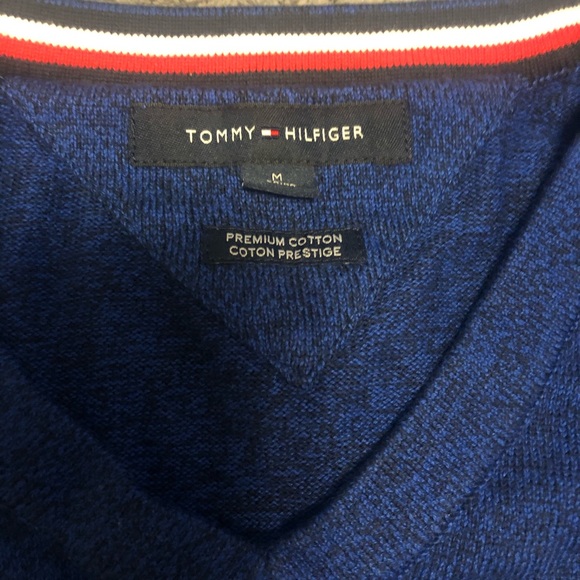 TOMMY HILFIGER
M
PREMIUM COTTON
COTON PRESTIGE